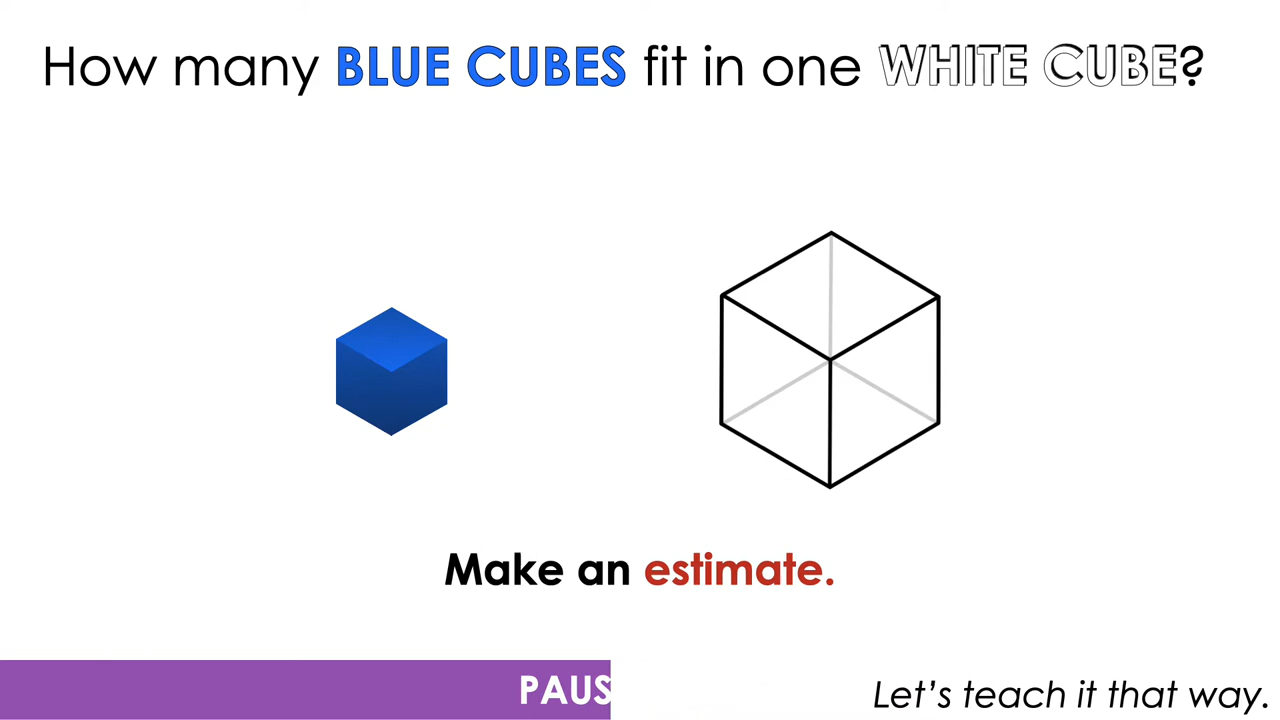 How many BLUE CUBES fit in one WHITE CUBE?
Make an estimate.
PAUS
Let's teach it that way.